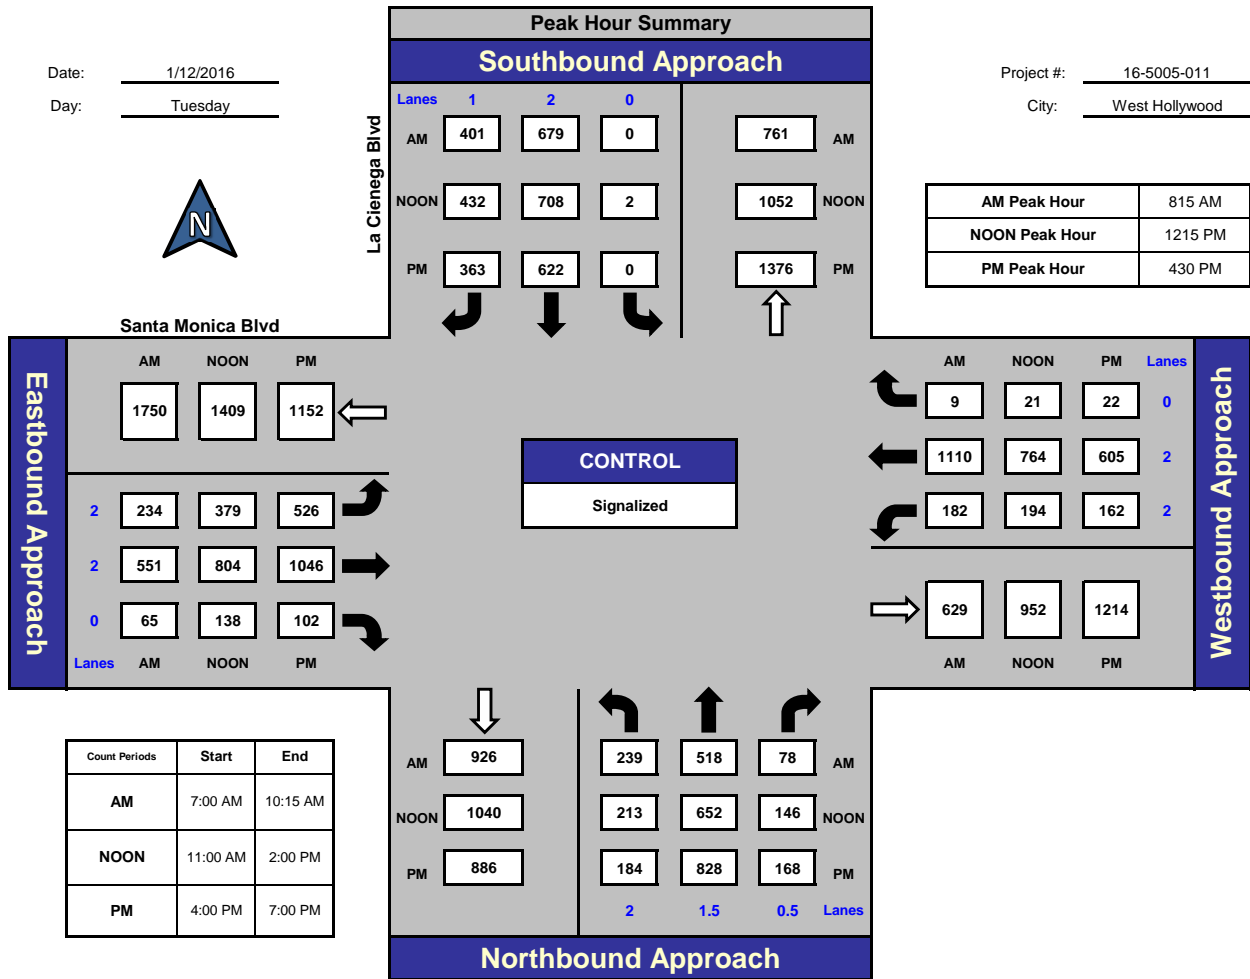 Peak Hour Summary
Southbound Approach
Date: 1/12/2016
Day: Tuesday
Project #: 16-5005-011
City: West Hollywood
La Cienega Blvd
Lanes 1 2 0
AM 401 679 0 761 AM
NOON 432 708 2 1052 NOON
PM 363 622 0 1376 PM
N
AM Peak Hour 815 AM
NOON Peak Hour 1215 PM
PM Peak Hour 430 PM
Santa Monica Blvd
Eastbound Approach
AM NOON PM
1750 1409 1152
2 234 379 526
2 551 804 1046
0 65 138 102
Lanes AM NOON PM
CONTROL
Signalized
AM NOON PM Lanes
9 21 22 0
1110 764 605 2
182 194 162 2
629 952 1214
AM NOON PM
Westbound Approach
Count Periods Start End
AM 7:00 AM 10:15 AM
NOON 11:00 AM 2:00 PM
PM 4:00 PM 7:00 PM
AM 926 239 518 78 AM
NOON 1040 213 652 146 NOON
PM 886 184 828 168 PM
2 1.5 0.5 Lanes
Northbound Approach